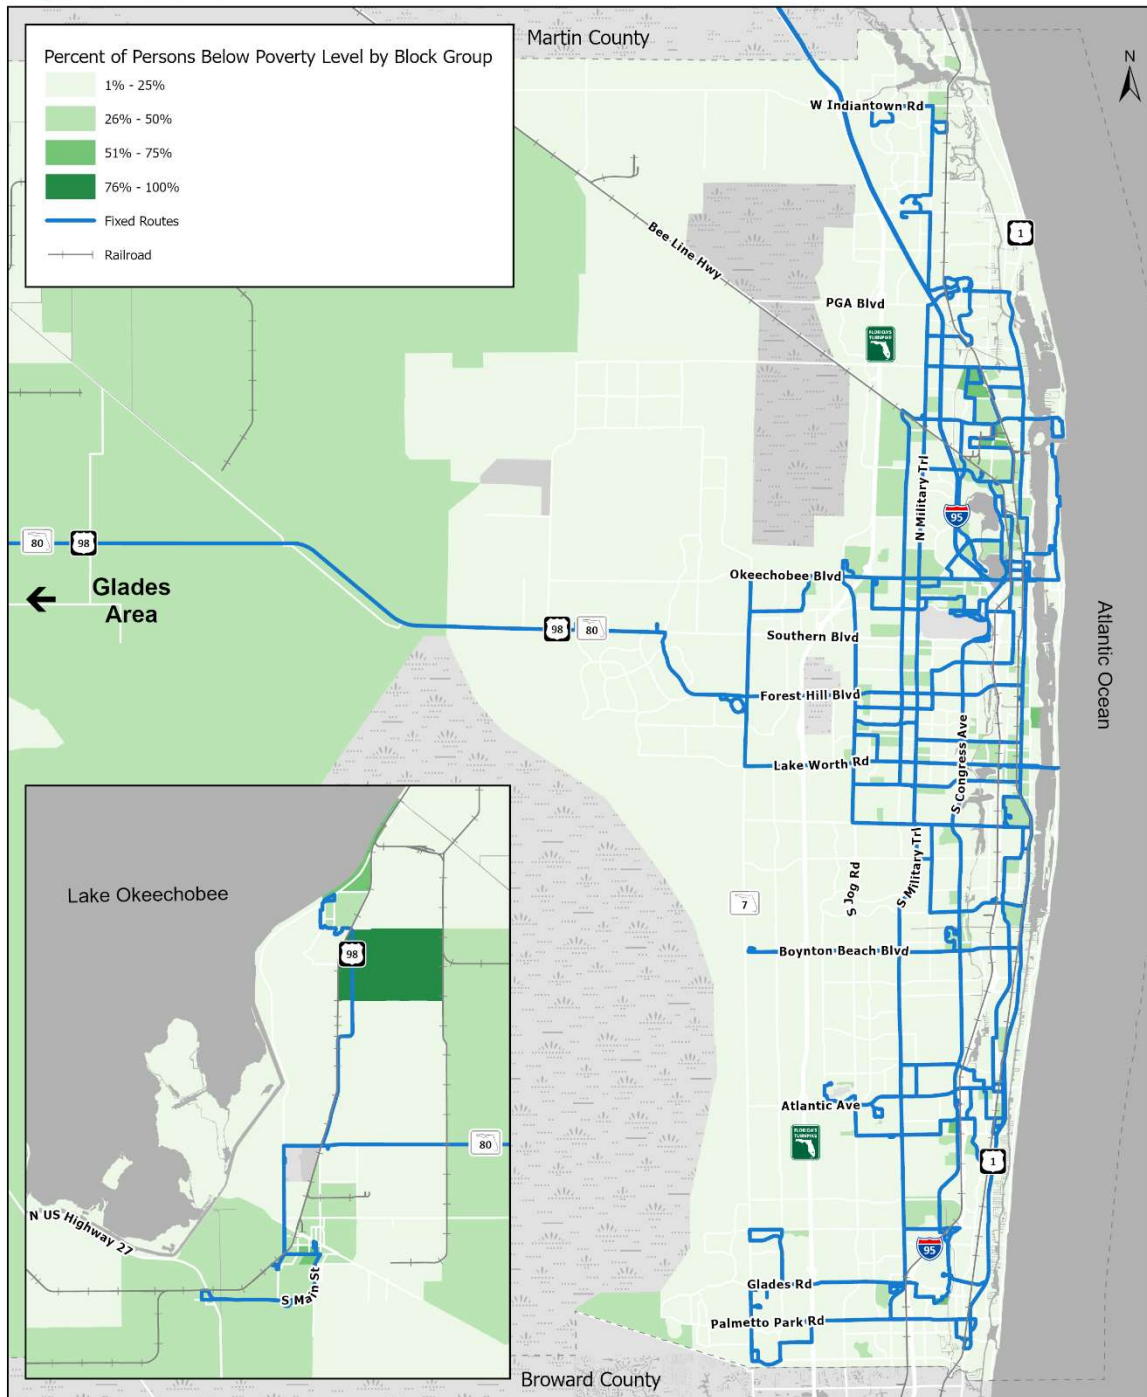 Martin County
Percent of Persons Below Poverty Level by Block Group
1% - 25%
26% - 50%
51% - 75%
76% - 100%
Fixed Routes
Railroad
N
W Indiantown Rd
1
Bee Line Hwy
PGA Blvd
FLORIDA'S
TURNPIKE
N Military Trl
95
80
98
Glades
Area
Okeechobee Blvd
98
80
Southern Blvd
Atlantic Ocean
Forest Hill Blvd
S Congress Ave
Lake Worth Rd
S Military Trl
S Jog Rd
7
Boynton Beach Blvd
Lake Okeechobee
98
Atlantic Ave
FLORIDA'S
TURNPIKE
80
1
N US Highway 27
95
S Main St
Glades Rd
Palmetto Park Rd
Broward County